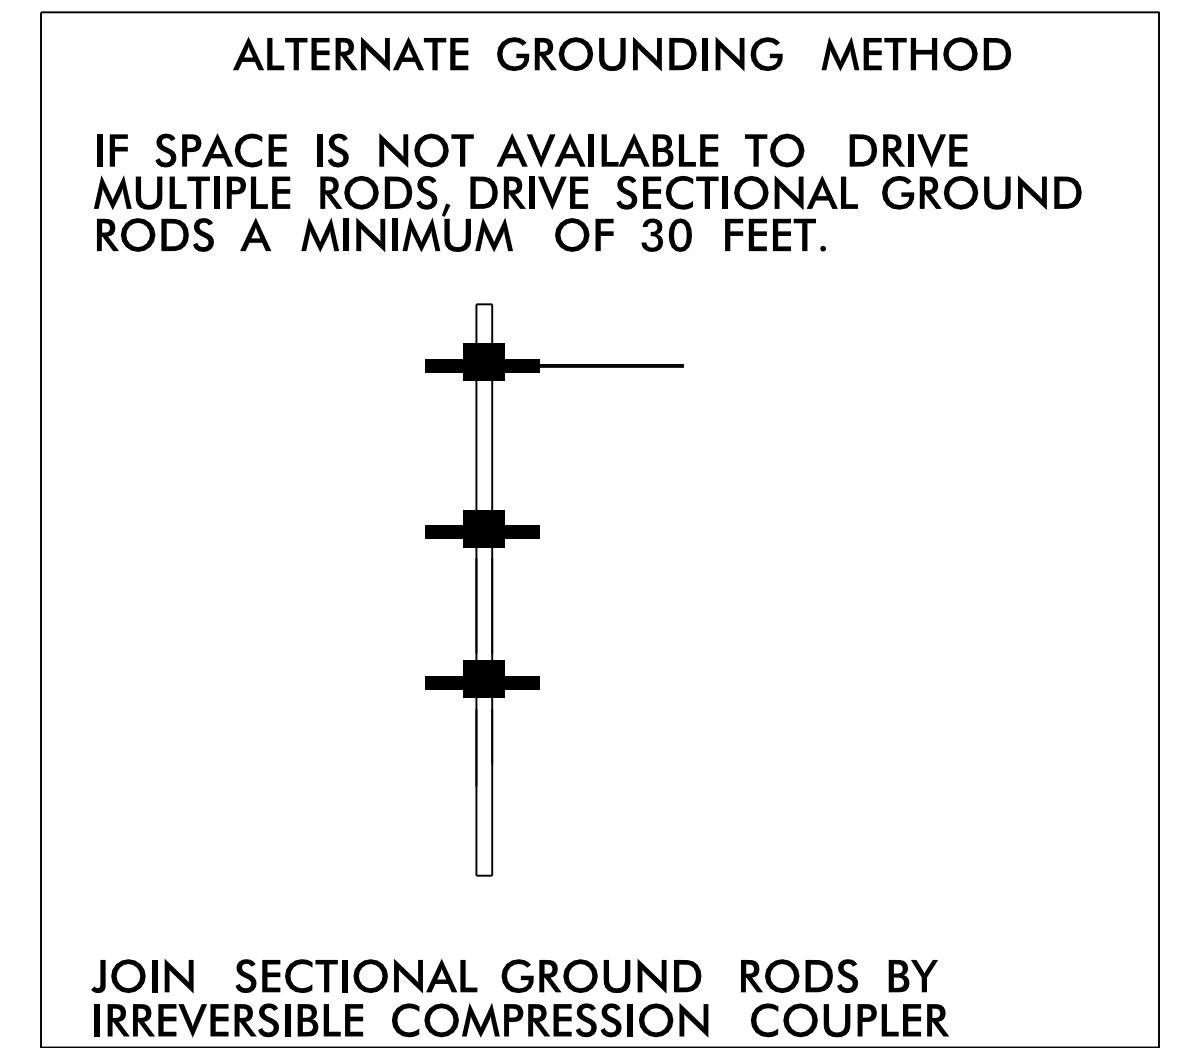 ALTERNATE GROUNDING METHOD
IF SPACE IS NOT AVAILABLE TO DRIVE
MULTIPLE RODS, DRIVE SECTIONAL GROUND
RODS A MINIMUM OF 30 FEET.
JOIN SECTIONAL GROUND RODS BY
IRREVERSIBLE COMPRESSION COUPLER